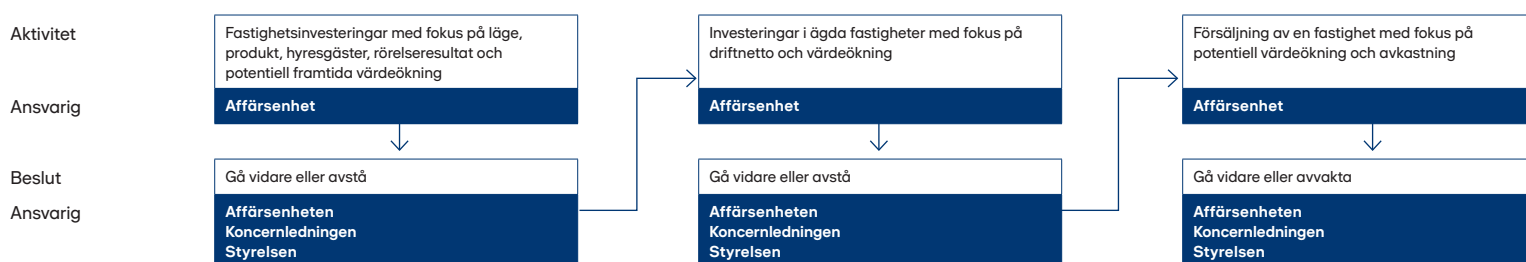 Aktivitet
Fastighetsinvesteringar med fokus på läge,
produkt, hyresgäster, rörelseresultat och
potentiell framtida värdeökning
Investeringar i ägda fastigheter med fokus på
driftnetto och värdeökning
Försäljning av en fastighet med fokus på
potentiell värdeökning och avkastning
Ansvarig
Affärsenhet
Affärsenhet
Affärsenhet
Beslut
Gå vidare eller avstå
Gå vidare eller avstå
Gå vidare eller avvakta
Ansvarig
Affärsenheten
Koncernledningen
Styrelsen
Affärsenheten
Koncernledningen
Styrelsen
Affärsenheten
Koncernledningen
Styrelsen